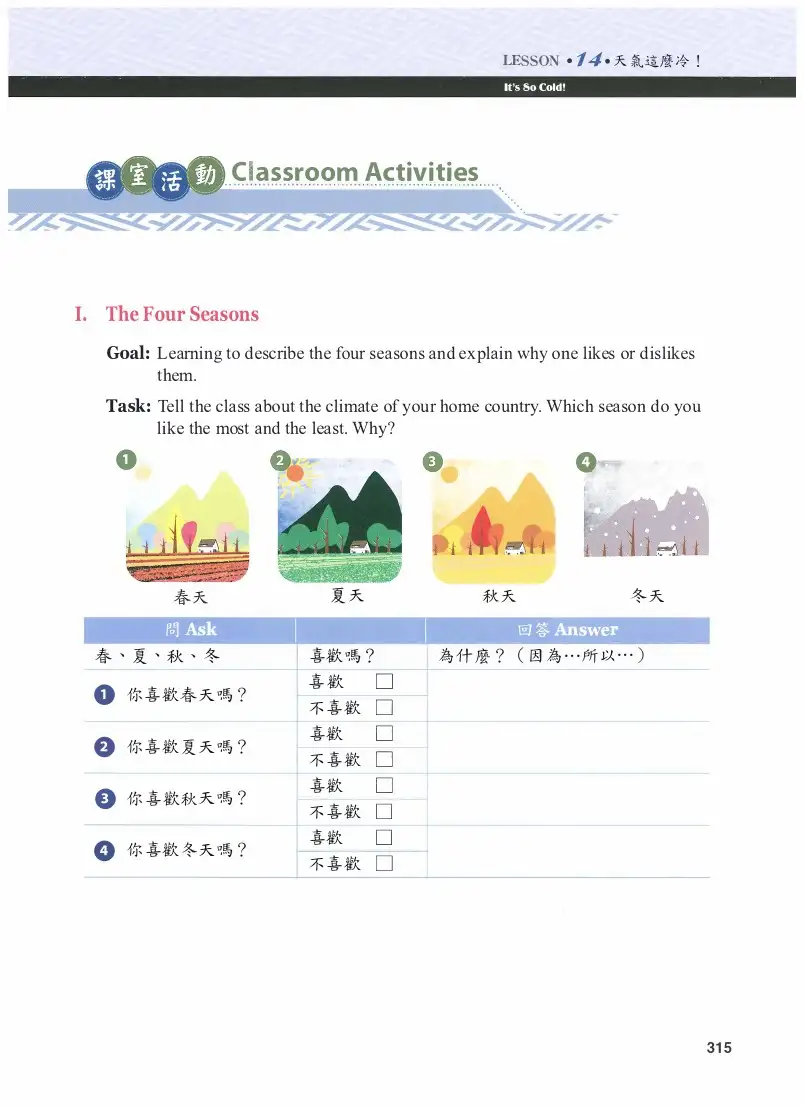 LESSON • 14 • 天氣這麼冷！
It's So Cold!
課室活動 Classroom Activities
I. The Four Seasons
Goal: Learning to describe the four seasons and explain why one likes or dislikes
them.
Task: Tell the class about the climate of your home country. Which season do you
like the most and the least. Why?
1 2 3 4
春天 夏天 秋天 冬天
問 Ask 回答 Answer
春、夏、秋、冬 喜歡嗎？ 為什麼？（因為…所以…）
1 你喜歡春天嗎？
喜歡 □
不喜歡 □
2 你喜歡夏天嗎？
喜歡 □
不喜歡 □
3 你喜歡秋天嗎？
喜歡 □
不喜歡 □
4 你喜歡冬天嗎？
喜歡 □
不喜歡 □
315